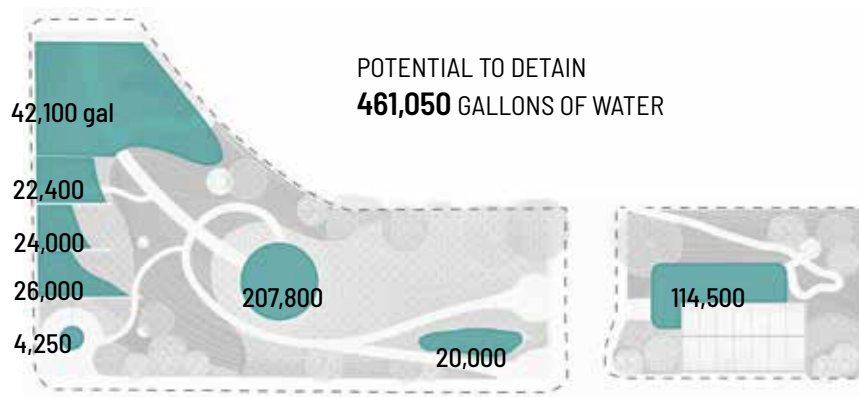 POTENTIAL TO DETAIN
461,050 GALLONS OF WATER
42,100 gal
22,400
24,000
26,000
207,800
114,500
4,250
20,000